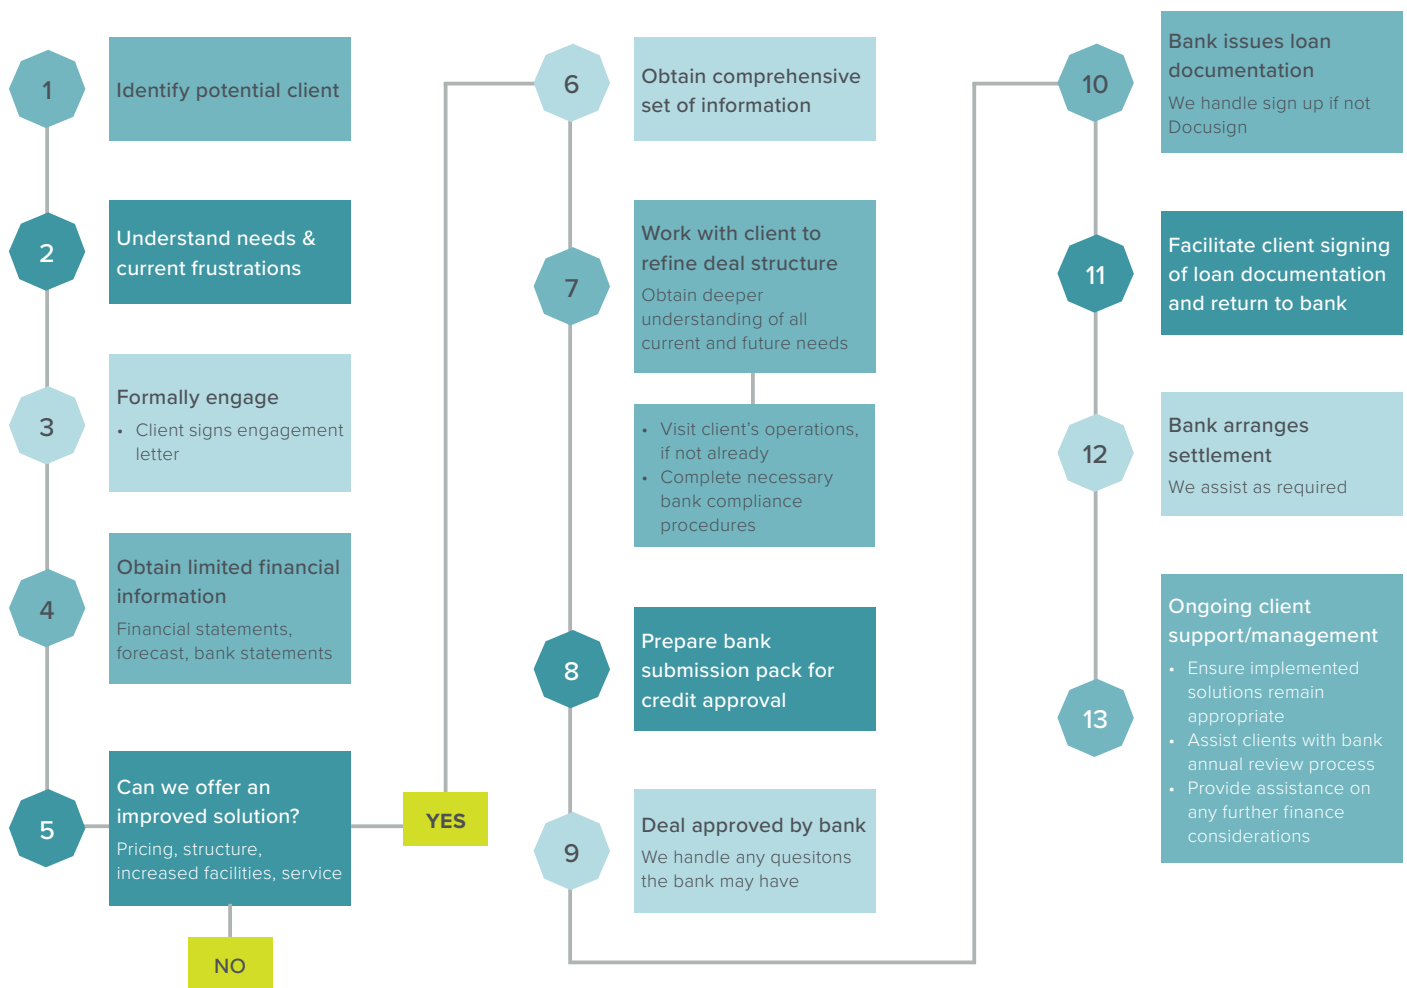 1
Identify potential client
2
Understand needs &
current frustrations
3
Formally engage
• Client signs engagement
letter
4
Obtain limited financial
information
Financial statements,
forecast, bank statements
5
Can we offer an
improved solution?
Pricing, structure,
increased facilities, service
YES
NO
6
Obtain comprehensive
set of information
7
Work with client to
refine deal structure
Obtain deeper
understanding of all
current and future needs
• Visit client’s operations,
if not already
• Complete necessary
bank compliance
procedures
8
Prepare bank
submission pack for
credit approval
9
Deal approved by bank
We handle any quesitons
the bank may have
10
Bank issues loan
documentation
We handle sign up if not
Docusign
11
Facilitate client signing
of loan documentation
and return to bank
12
Bank arranges
settlement
We assist as required
13
Ongoing client
support/management
• Ensure implemented
solutions remain
appropriate
• Assist clients with bank
annual review process
• Provide assistance on
any further finance
considerations